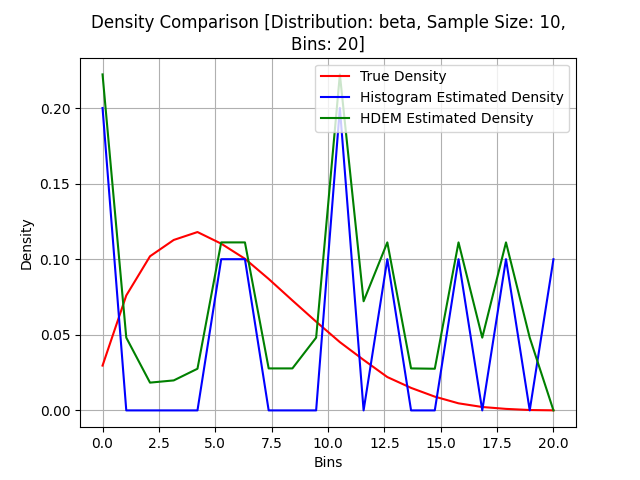 Density Comparison [Distribution: beta, Sample Size: 10,
Bins: 20]
True Density
Histogram Estimated Density
HDEM Estimated Density
Density
0.20
0.15
0.10
0.05
0.00
0.0 2.5 5.0 7.5 10.0 12.5 15.0 17.5 20.0
Bins